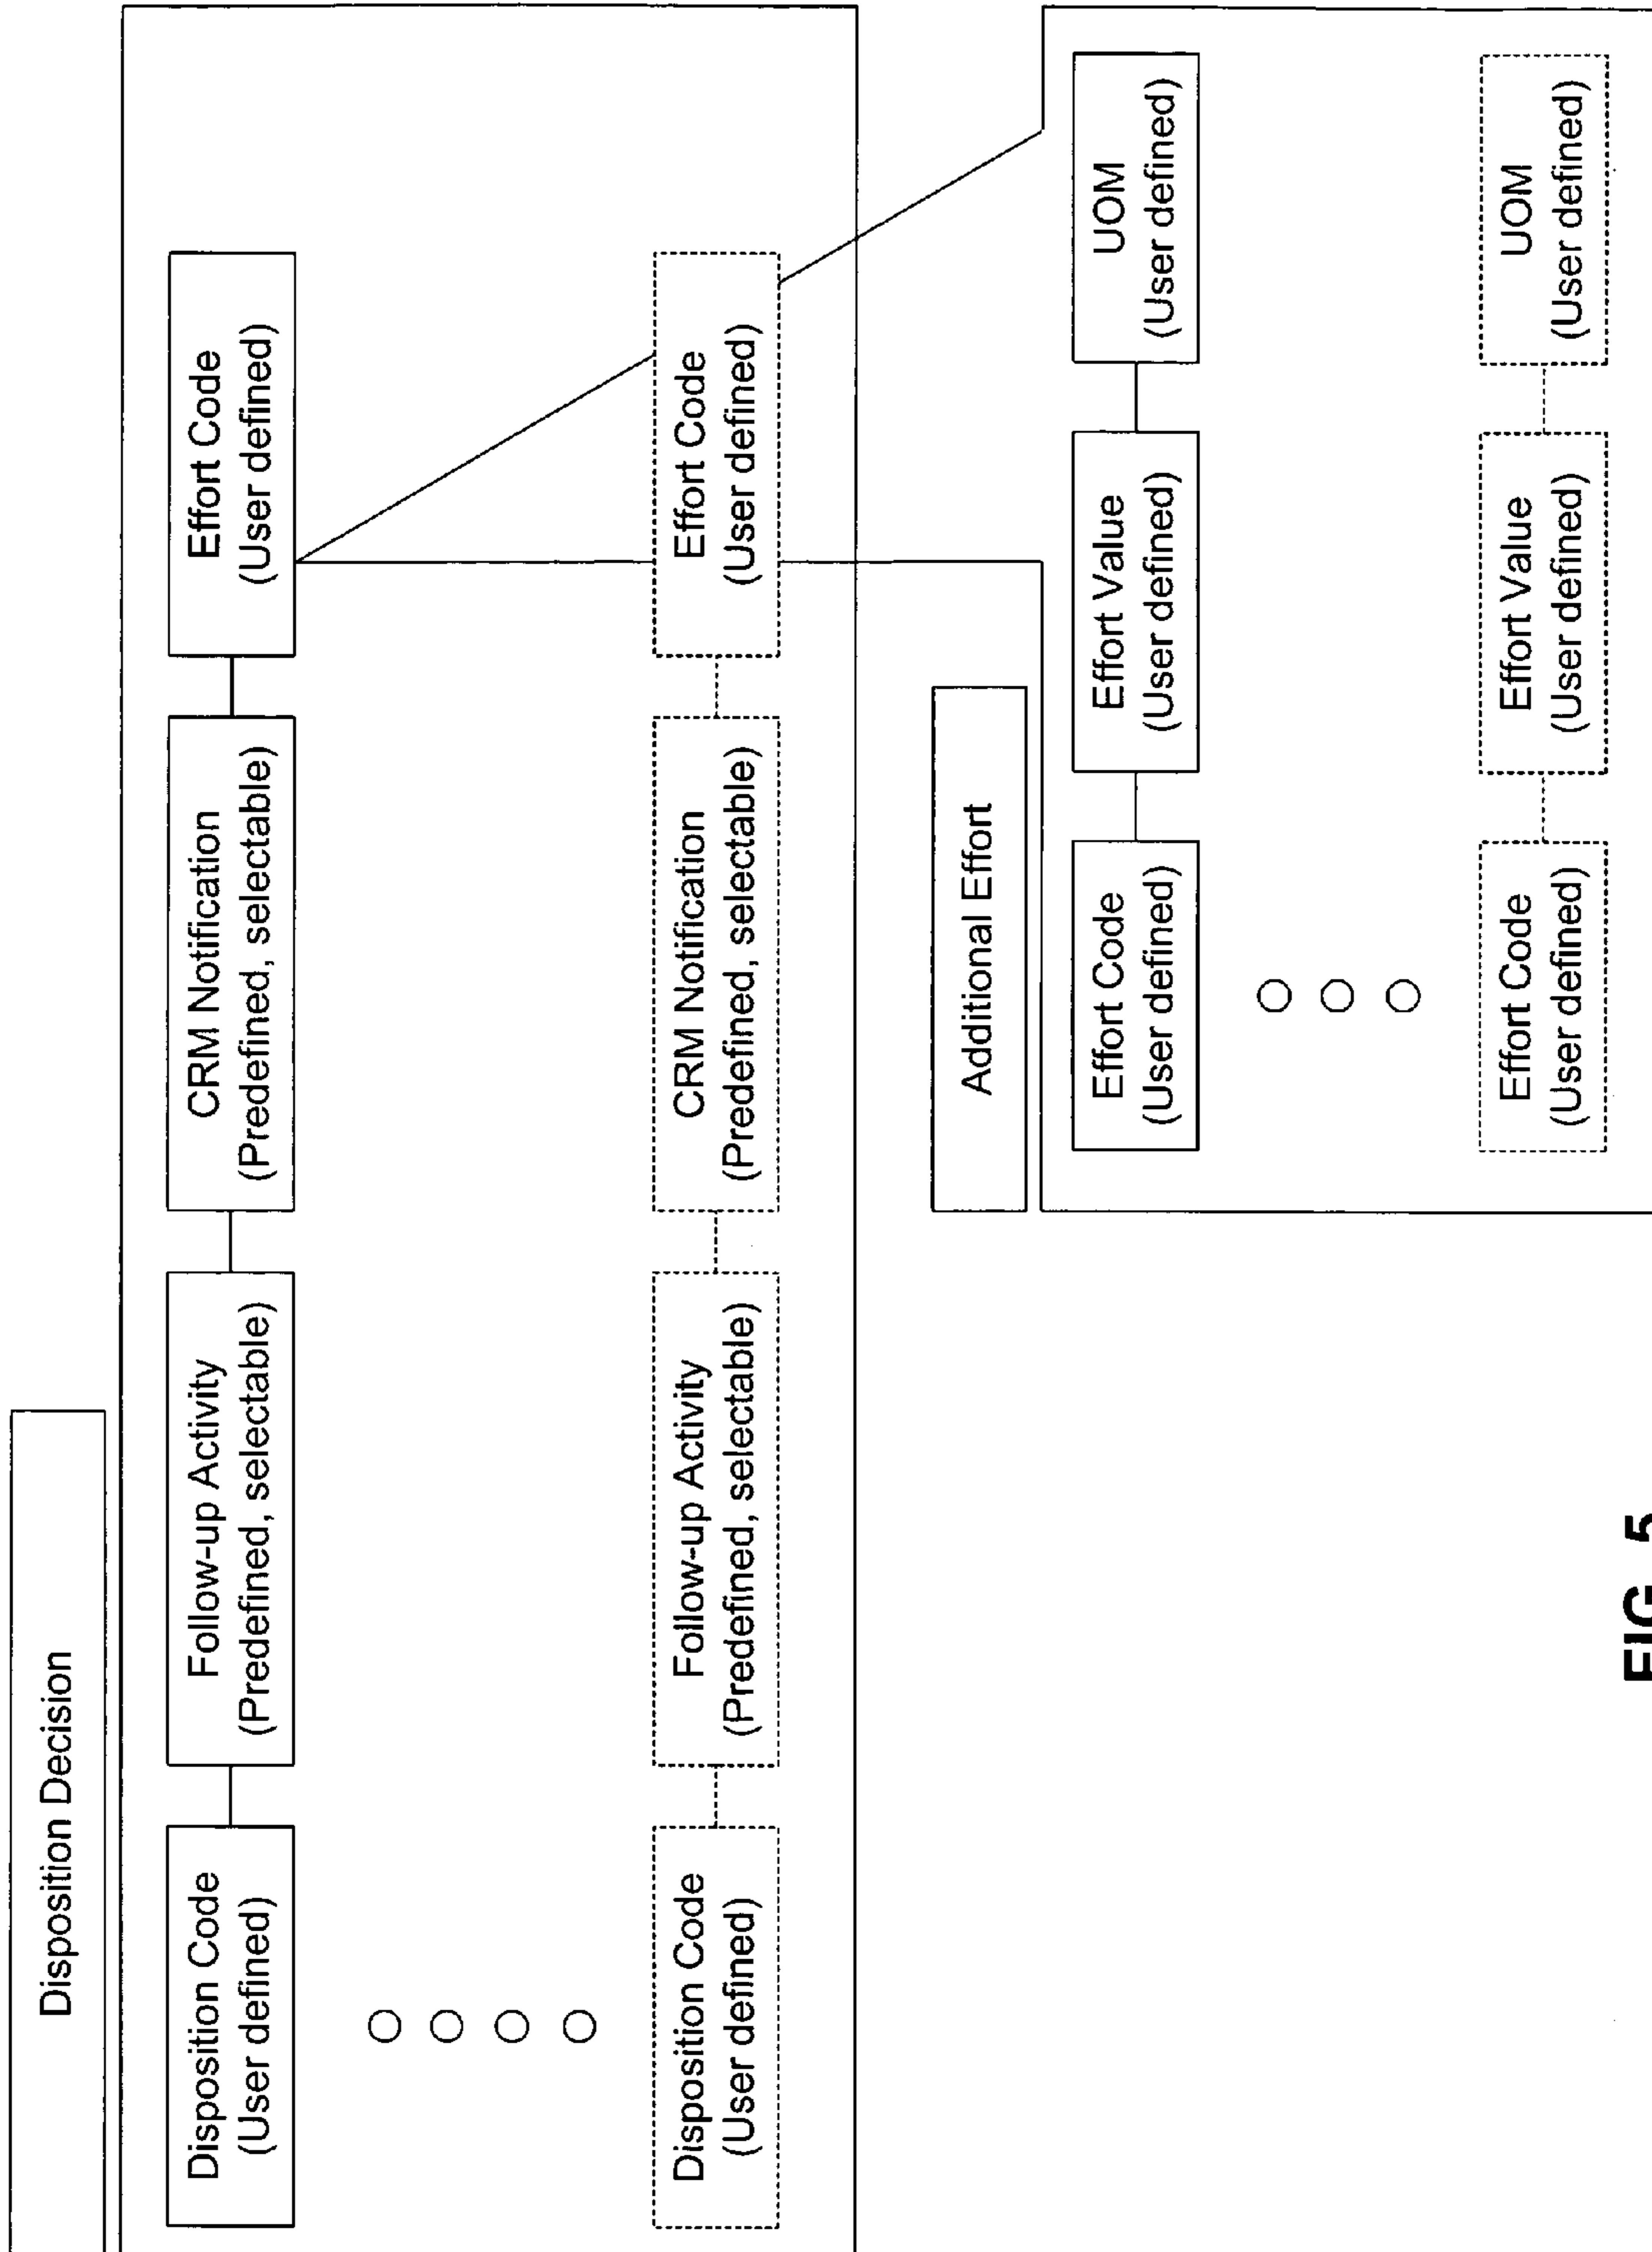 Disposition Decision
Disposition Code
(User defined)
Follow-up Activity
(Predefined, selectable)
CRM Notification
(Predefined, selectable)
Effort Code
(User defined)
Disposition Code
(User defined)
Follow-up Activity
(Predefined, selectable)
CRM Notification
(Predefined, selectable)
Effort Code
(User defined)
Additional Effort
Effort Code
(User defined)
Effort Value
(User defined)
UOM
(User defined)
Effort Code
(User defined)
Effort Value
(User defined)
UOM
(User defined)
FIG. 5